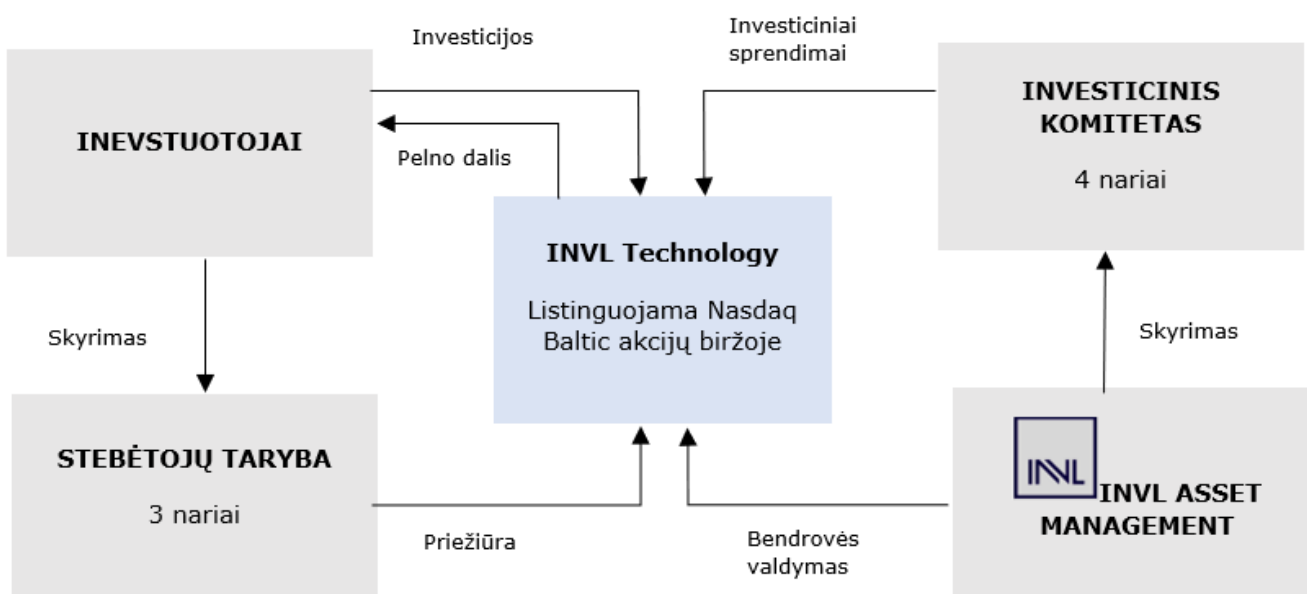 Investicijos
Investiciniai
sprendimai
INEVSTUOTOJAI
Pelno dalis
INVESTICINIS
KOMITETAS
4 nariai
INVL Technology
Listinguojama Nasdaq
Baltic akcijų biržoje
Skyrimas
Skyrimas
STEBĖTOJŲ TARYBA
3 nariai
Priežiūra
Bendrovės
valdymas
INVL
INVL ASSET
MANAGEMENT